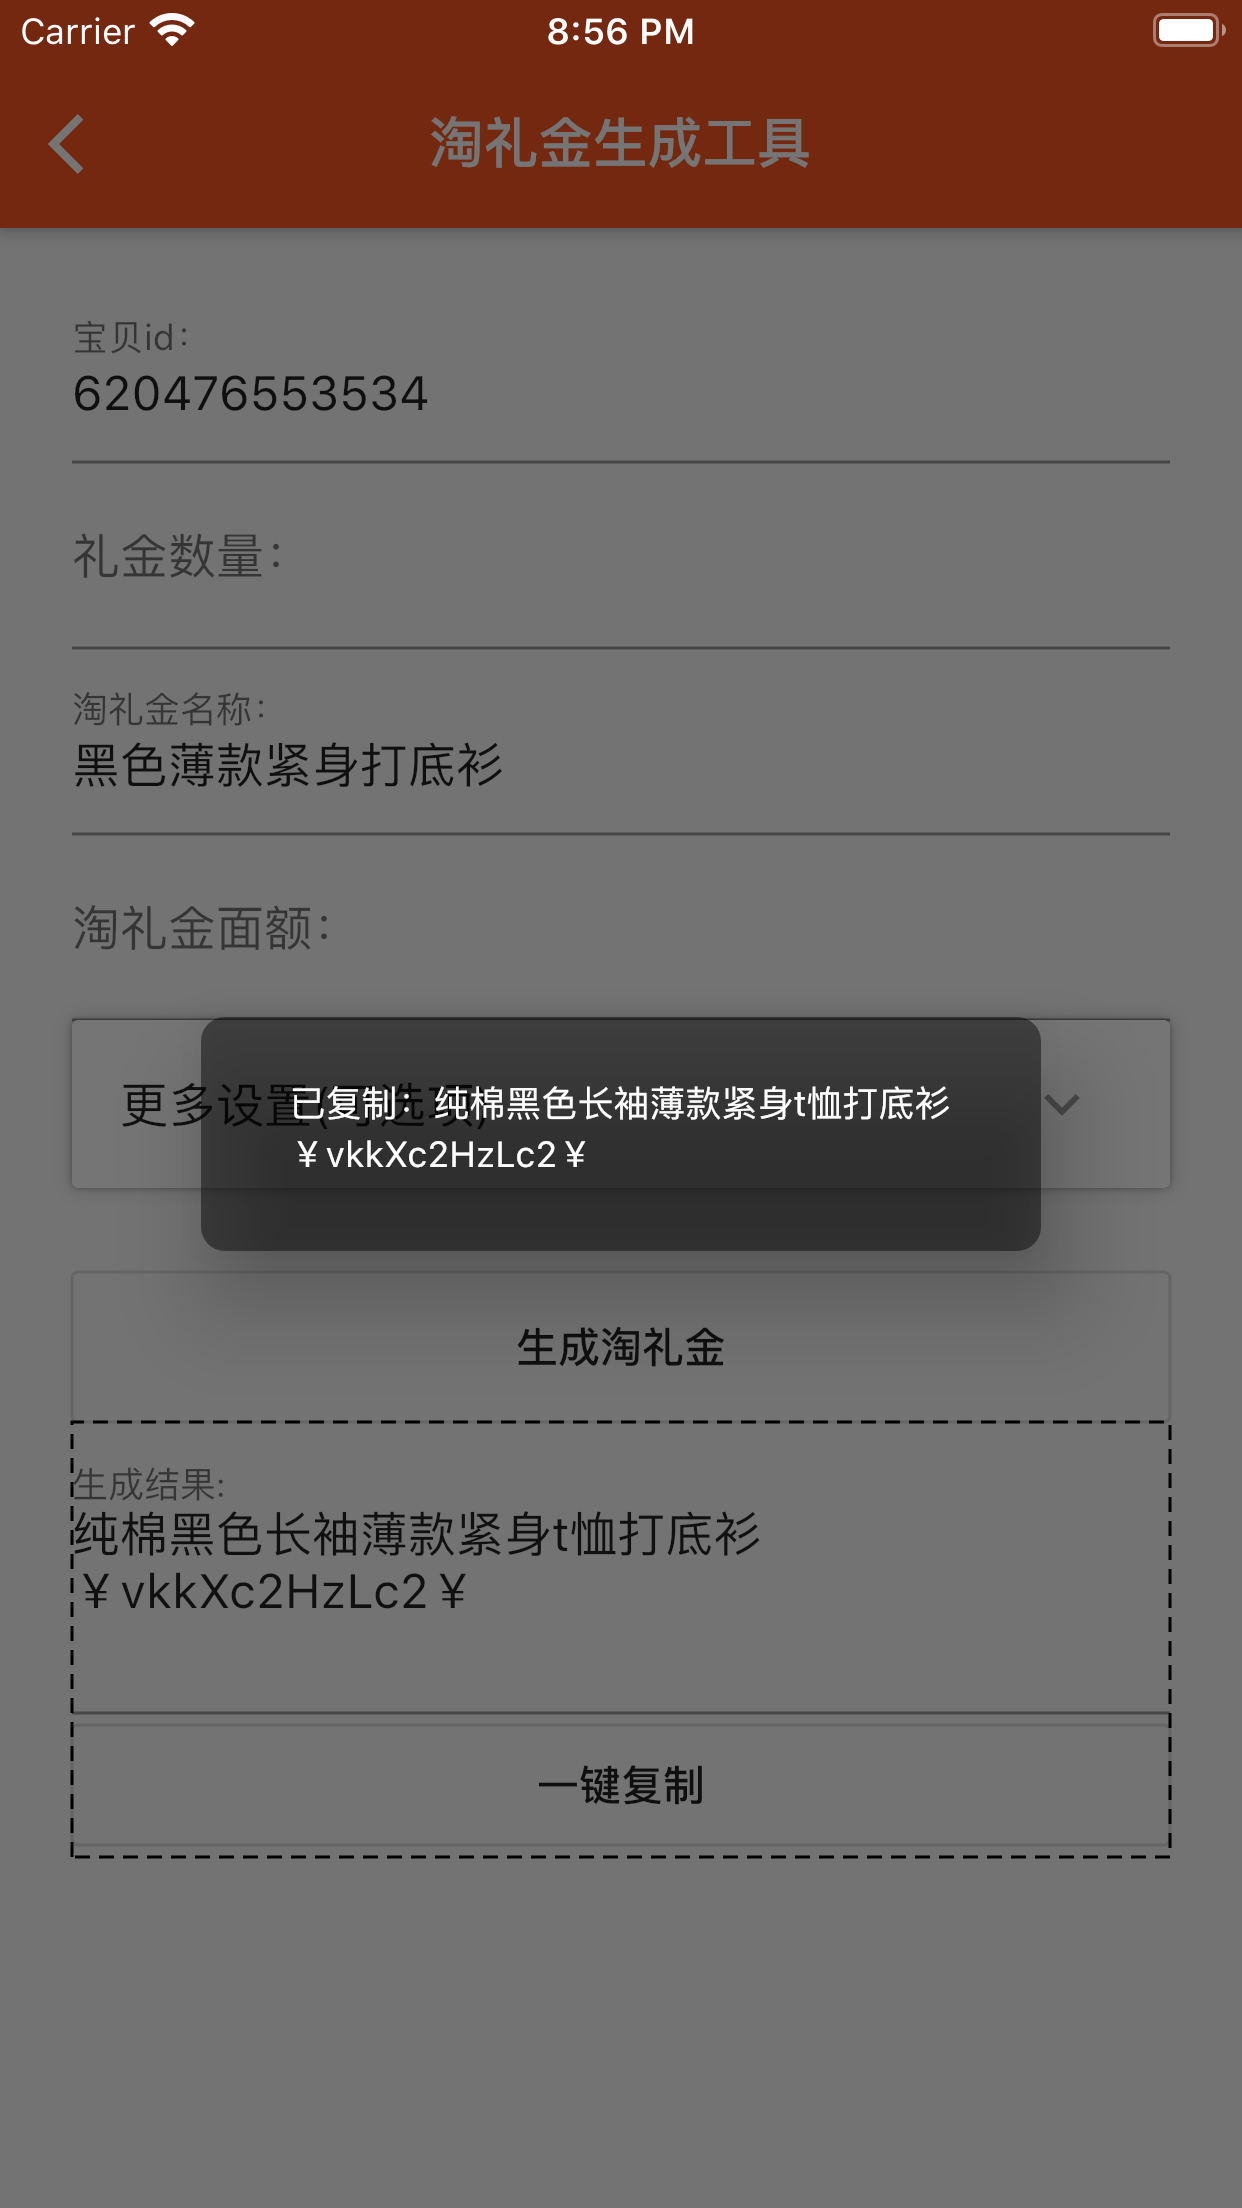 Carrier
8:56 PM
淘礼金生成工具
宝贝id：
620476553534
礼金数量：
淘礼金名称：
黑色薄款紧身打底衫
淘礼金面额：
更多设置(可选项)
已复制：纯棉黑色长袖薄款紧身t恤打底衫
￥vkkXc2HzLc2￥
生成淘礼金
生成结果:
纯棉黑色长袖薄款紧身t恤打底衫
￥vkkXc2HzLc2￥
一键复制